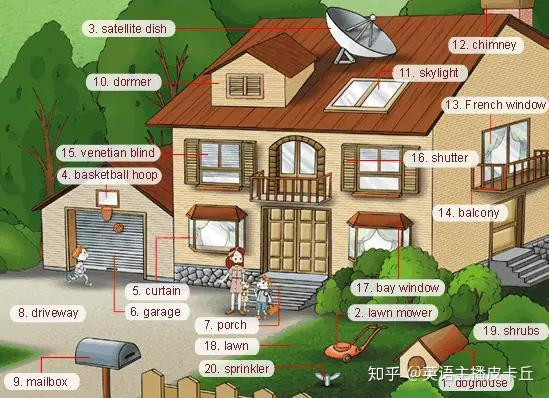 3. satellite dish
12. chimney
10. dormer
11. skylight
13. French window
15. venetian blind
4. basketball hoop
16. shutter
14. balcony
5. curtain
17. bay window
6. garage
8. driveway
7. porch
2. lawn mower
18. lawn
19. shrubs
20. sprinkler
9. mailbox
1. doghouse
知乎 @英语主播皮卡丘